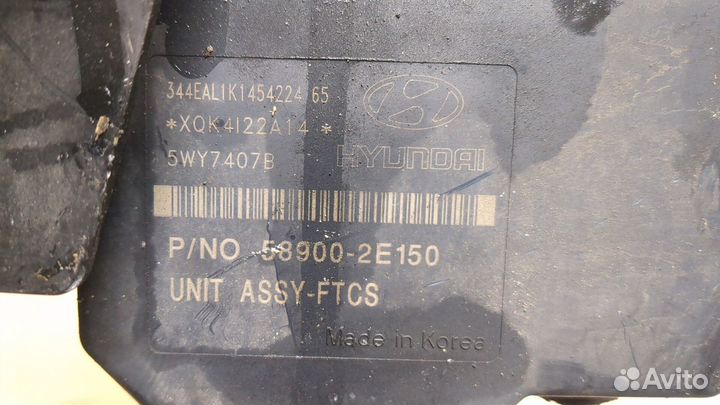 344EAL1K1454224 65
*XQK4I22A14 *
5WY7407B
HYUNDAI
P/NO 58900-2E150
UNIT ASSY-FTCS
Made in Korea
Avito